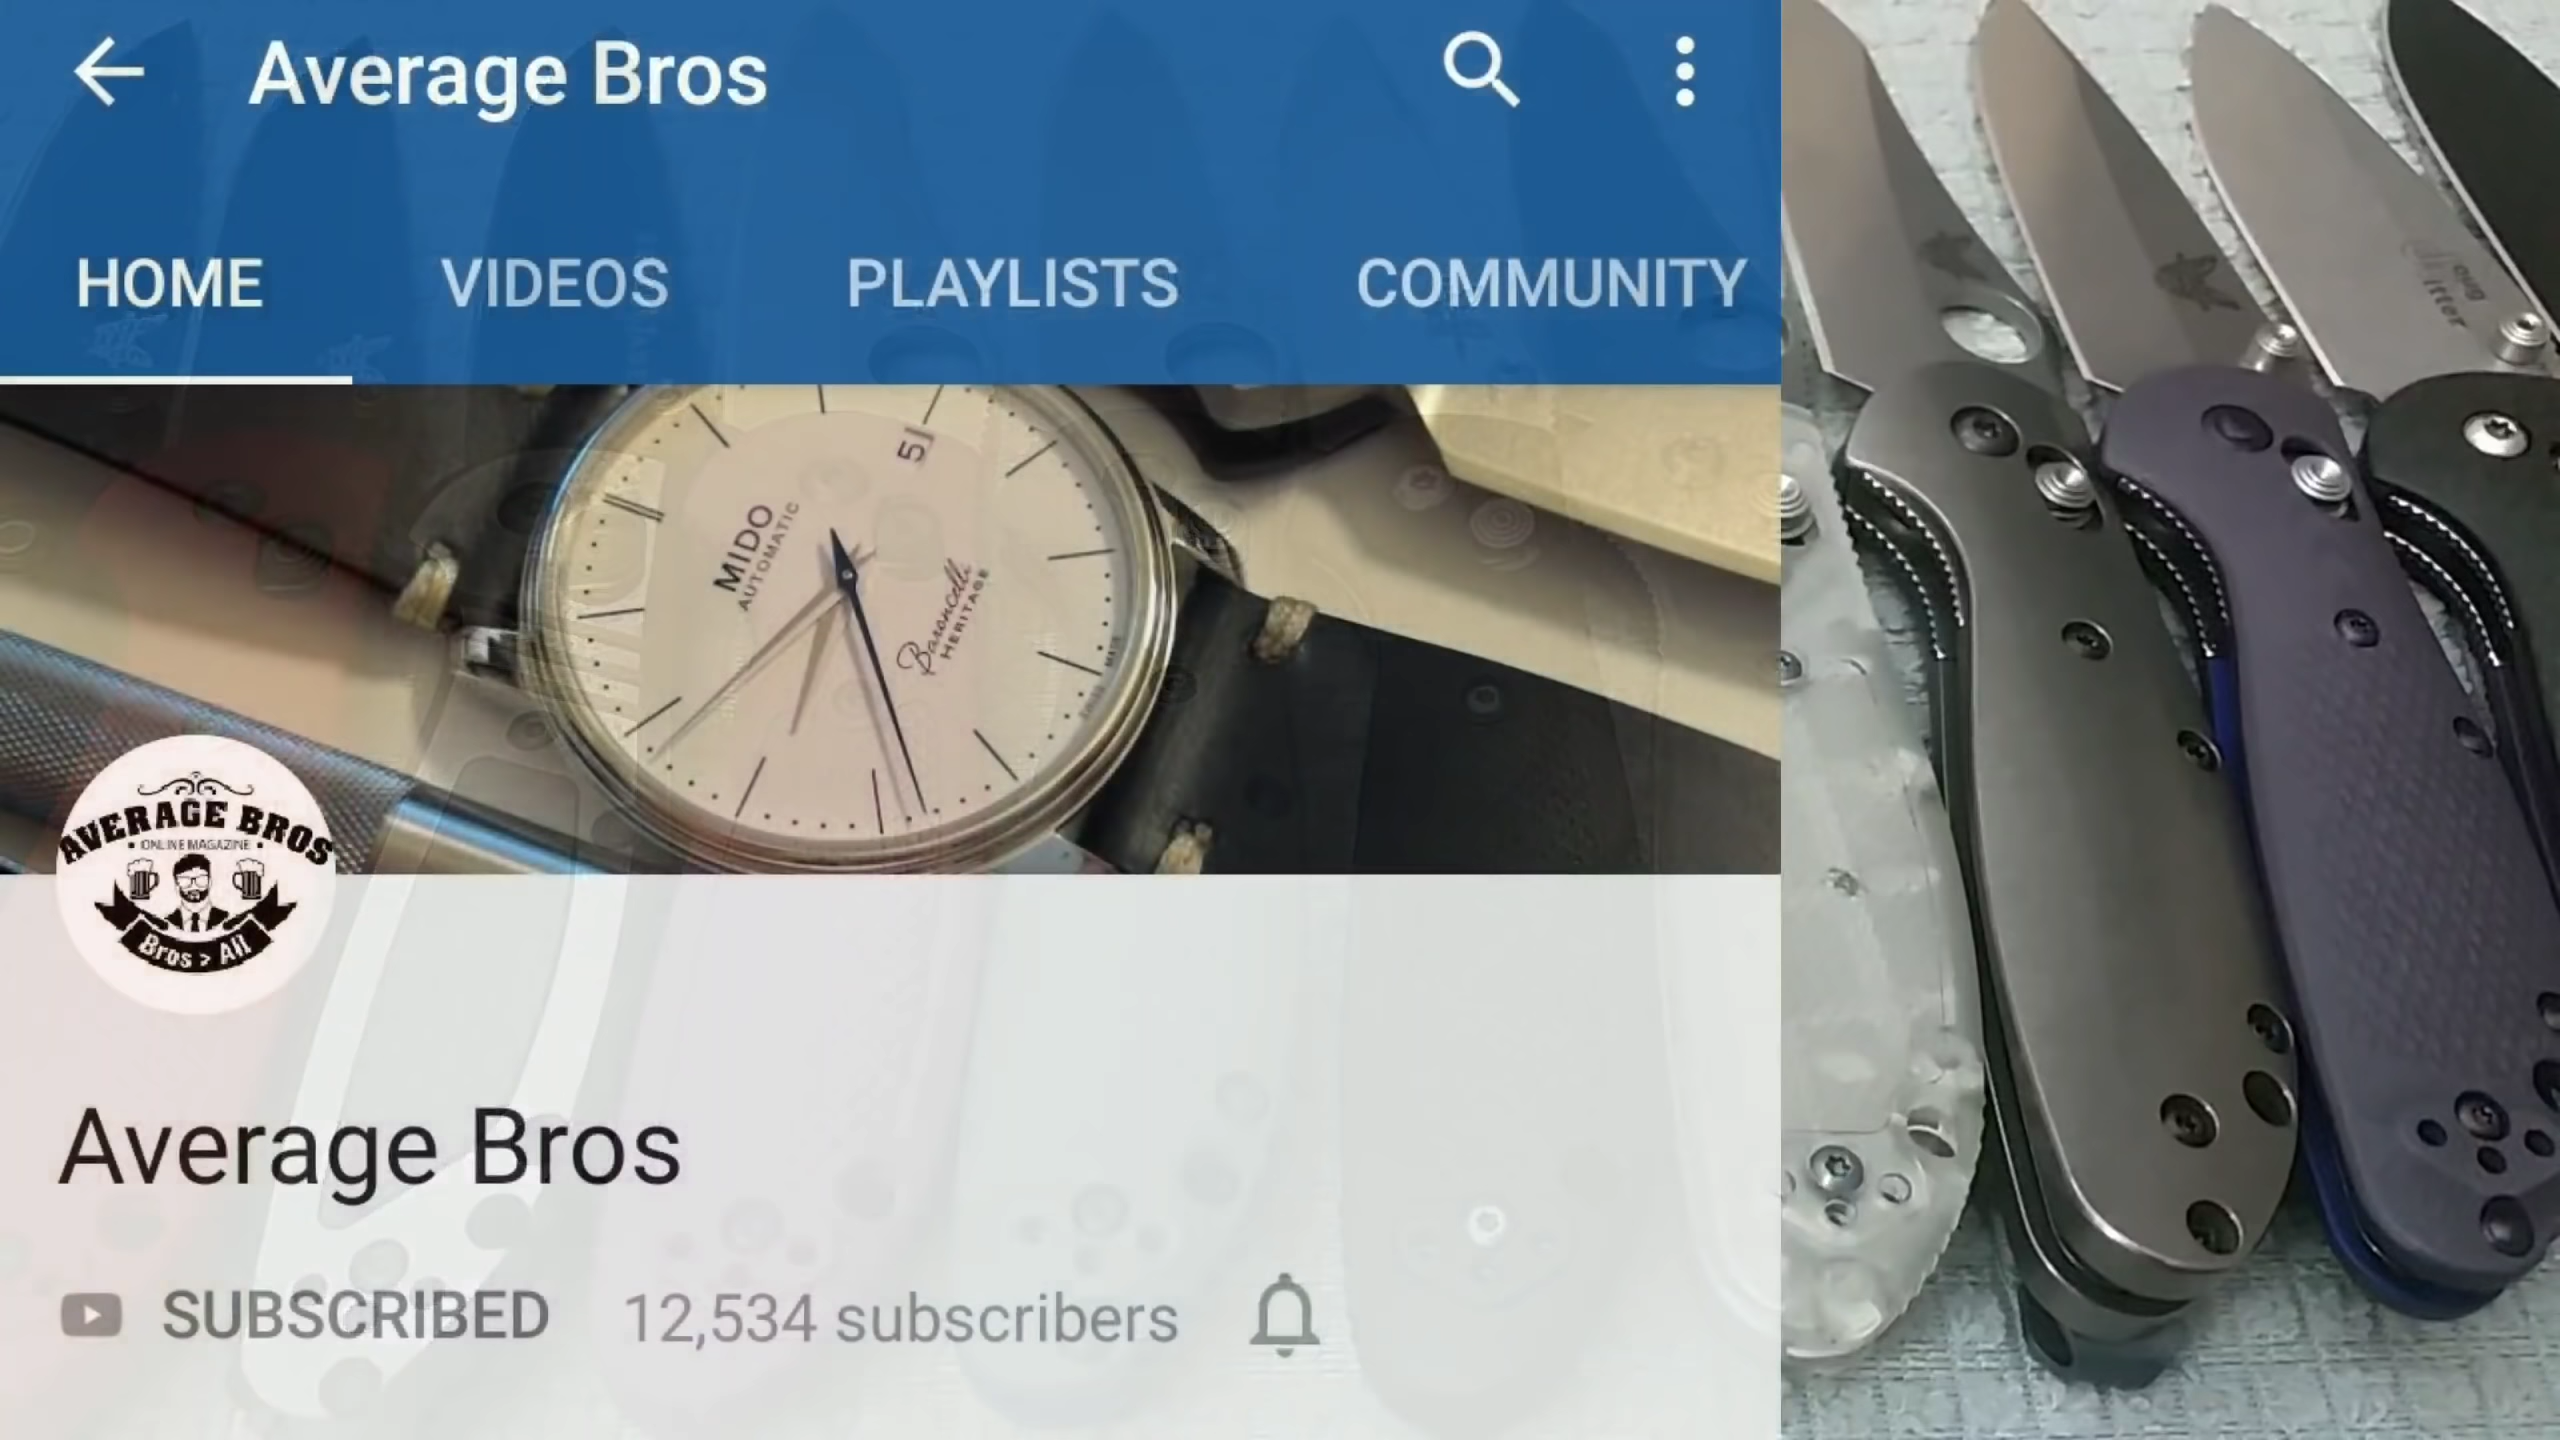 Average Bros
HOME VIDEOS PLAYLISTS COMMUNITY
5
MIDO
AUTOMATIC
Baroncelli
HERITAGE
AVERAGE BROS
ONLINE MAGAZINE
Bros > All
Average Bros
SUBSCRIBED 12,534 subscribers